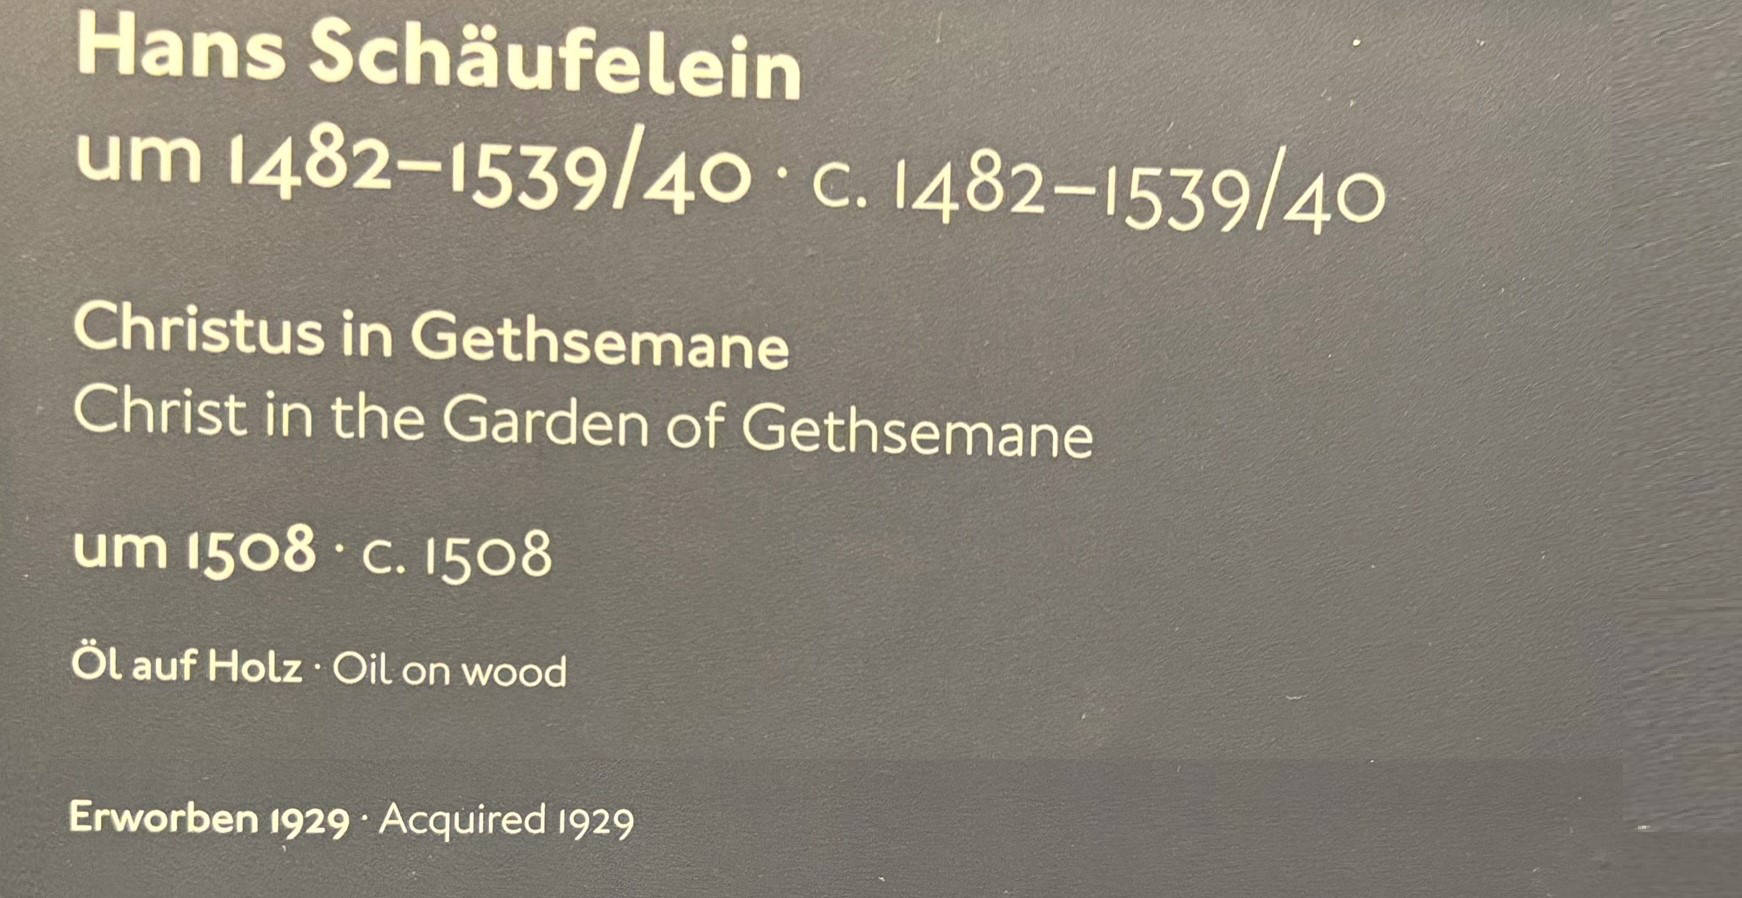 Hans Schäufelein
um 1482–1539/40 · c. 1482–1539/40
Christus in Gethsemane
Christ in the Garden of Gethsemane
um 1508 · c. 1508
Öl auf Holz · Oil on wood
Erworben 1929 · Acquired 1929